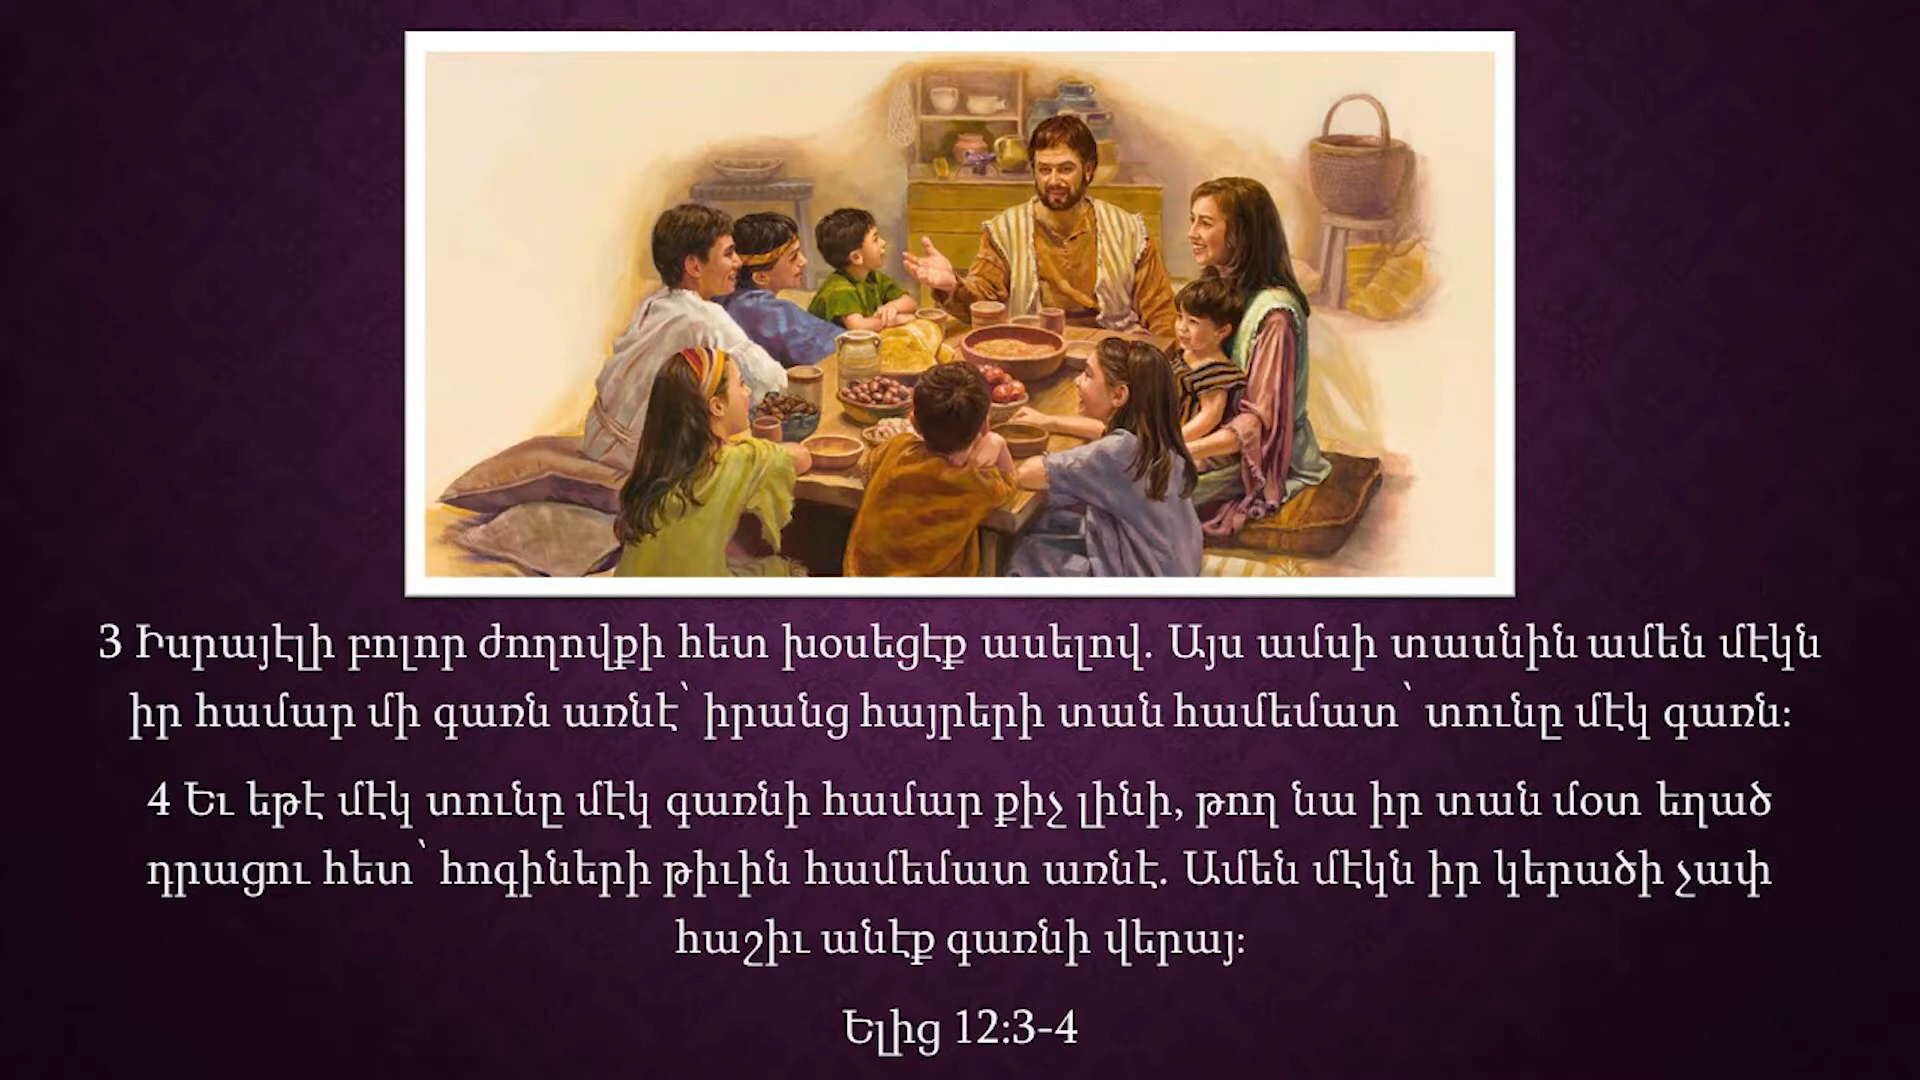 3 Իսրայէլի բոլոր ժողովքի հետ խօսեցէք ասելով. Այս ամսի տասնին ամեն մէկն
իր համար մի գառն առնէ՝ իրանց հայրերի տան համեմատ՝ տունը մէկ գառն։
4 Եւ եթէ մէկ տունը մէկ գառնի համար քիչ լինի, թող նա իր տան մօտ եղած
դրացու հետ՝ հոգիների թիւին համեմատ առնէ. Ամեն մէկն իր կերածի չափ
հաշիւ անէք գառնի վերայ։
Ելից 12:3-4